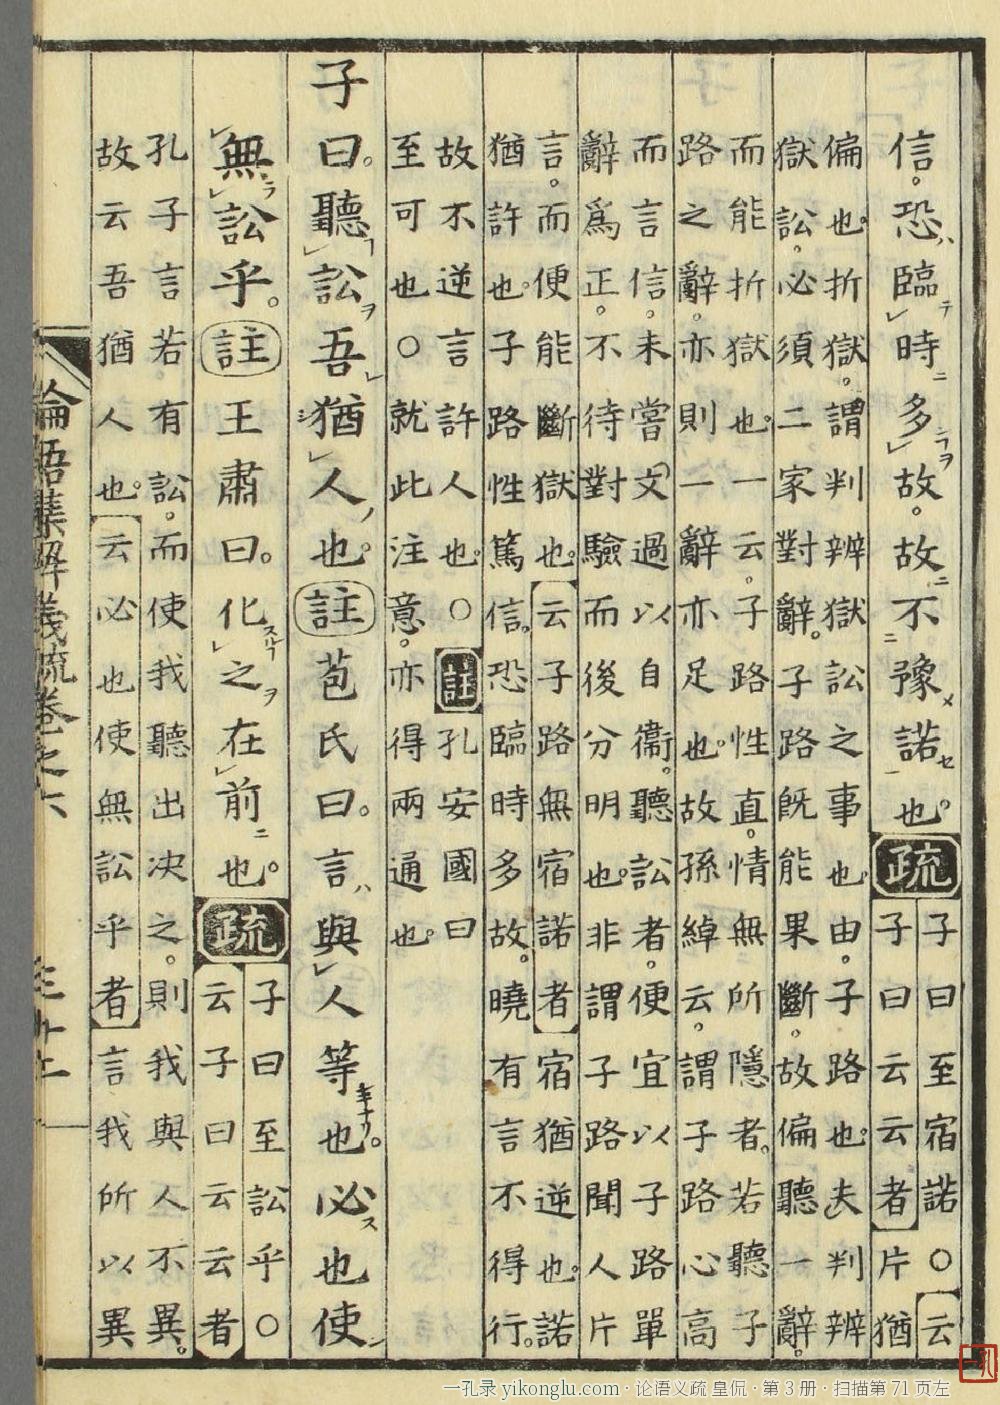 信。恐臨時多故。故不豫諾也。疏子曰至宿諾○云
子曰云云者片猶
偏也。折獄。謂判辨獄訟之事也。由。子路也。夫判辨
獄訟。必須二家對辭。子路既能果斷。故偏聽一辭。
而能折獄也。一云。子路性直。情無所隱者。若聽子
路之辭。亦則一辭亦足也。故孫綽云。謂子路心高
而言信。未嘗文過以自衞。聽訟者。便宜以子路單
辭爲正。不待對驗而後分明也。非謂子路聞人片
言。而便能斷獄也。云子路無宿諾者宿猶逆也。諾
猶許也。子路性篤信。恐臨時多故。曉有言不得行。
故不逆言許人也。○註孔安國曰
至可也○就此注意。亦得兩通也。
子曰。聽訟吾猶人也。註苞氏曰。言與人等也。必也使
無訟乎。註王肅曰。化之在前也。疏子曰至訟乎○
云子曰云云者
孔子言若有訟。而使我聽出决之。則我與人不異。
故云吾猶人也。云必也使無訟乎者言我所以異
論語集解義疏卷之六
一孔录 yikonglu.com · 论语义疏 皇侃 · 第 3 册 · 扫描第 71 页左